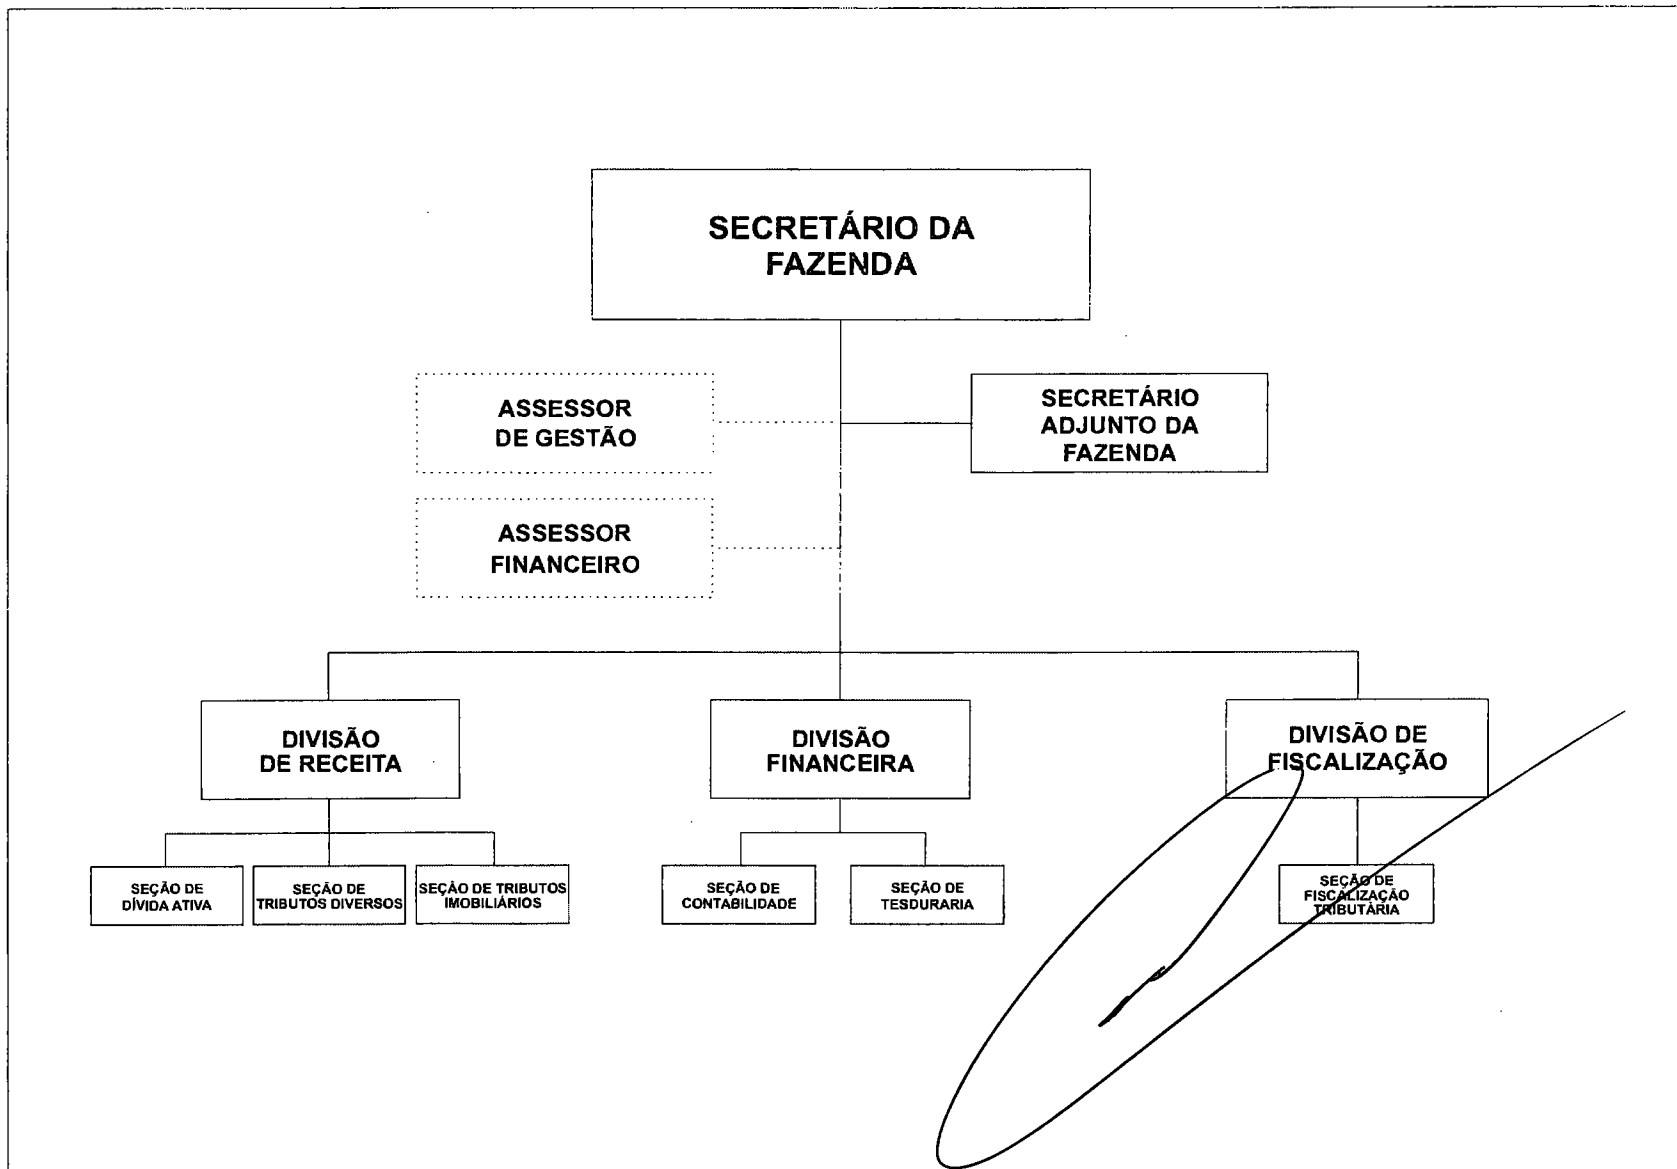 SECRETÁRIO DA
FAZENDA
ASSESSOR
DE GESTÃO
SECRETÁRIO
ADJUNTO DA
FAZENDA
ASSESSOR
FINANCEIRO
DIVISÃO
DE RECEITA
DIVISÃO
FINANCEIRA
DIVISÃO DE
FISCALIZAÇÃO
SEÇÃO DE
DÍVIDA ATIVA
SEÇÃO DE
TRIBUTOS DIVERSOS
SEÇÃO DE TRIBUTOS
IMOBILIÁRIOS
SEÇÃO DE
CONTABILIDADE
SEÇÃO DE
TESDURARIA
SEÇÃO DE
FISCALIZAÇÃO
TRIBUTÁRIA